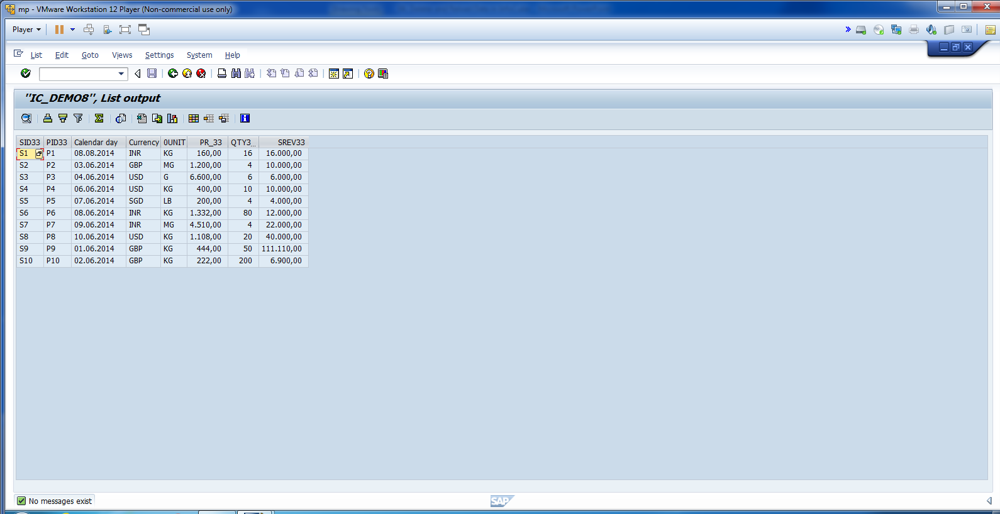 mp - VMware Workstation 12 Player (Non-commercial use only)
Player
List Edit Goto Views Settings System Help
"IC_DEMO8", List output
SID33 PID33 Calendar day Currency 0UNIT PR_33 QTY3... SREV33
S1 P1 08.08.2014 INR KG 160,00 16 16.000,00
S2 P2 03.06.2014 GBP MG 1.200,00 4 10.000,00
S3 P3 04.06.2014 USD G 6.600,00 6 6.000,00
S4 P4 06.06.2014 USD KG 400,00 10 10.000,00
S5 P5 07.06.2014 SGD LB 200,00 4 4.000,00
S6 P6 08.06.2014 INR KG 1.332,00 80 12.000,00
S7 P7 09.06.2014 INR MG 4.510,00 4 22.000,00
S8 P8 10.06.2014 USD KG 1.108,00 20 40.000,00
S9 P9 01.06.2014 GBP KG 444,00 50 111.110,00
S10 P10 02.06.2014 GBP KG 222,00 200 6.900,00
No messages exist
SAP